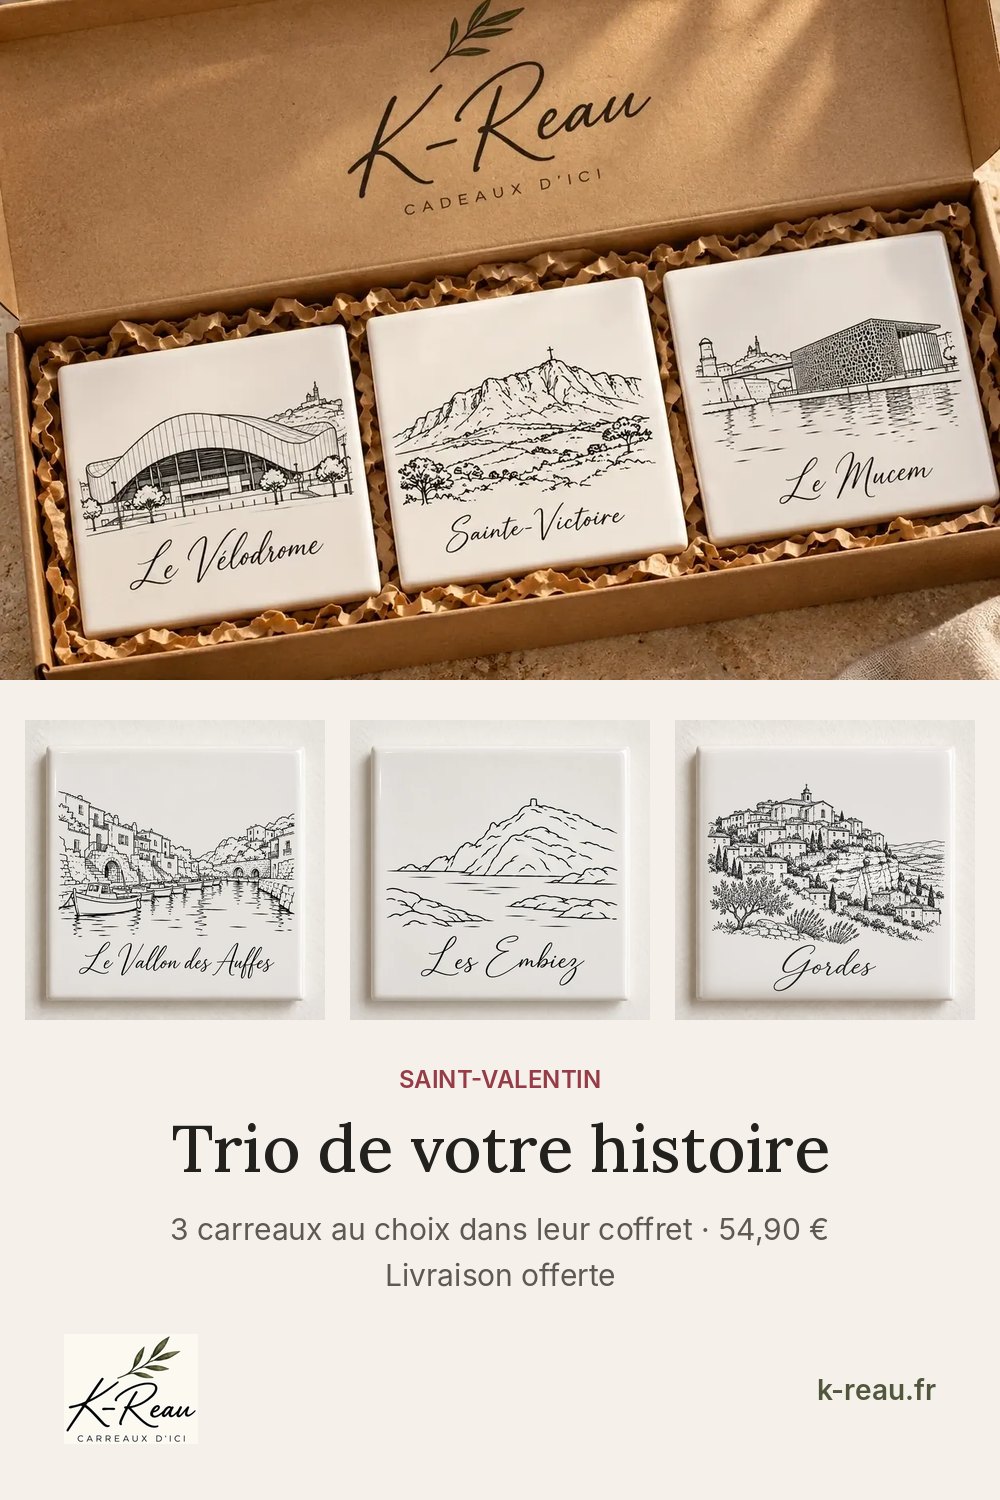 K-Reau
CADEAUX D'ICI
Le Vélodrome
Sainte-Victoire
Le Mucem
Le Vallon des Auffes
Les Embiez
Gordes
SAINT-VALENTIN
Trio de votre histoire
3 carreaux au choix dans leur coffret · 54,90 €
Livraison offerte
K-Reau
CARREAUX D'ICI
k-reau.fr